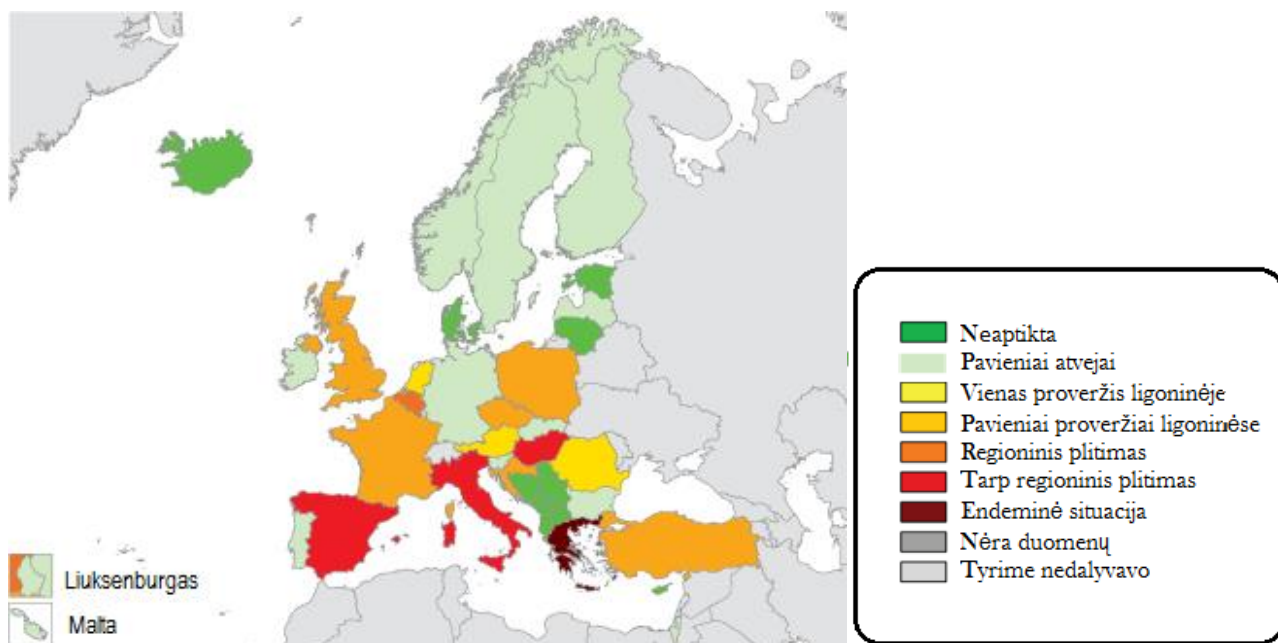 Liuksenburgas
Malta
Neaptikta
Pavieniai atvejai
Vienas proveržis ligoninėje
Pavieniai proveržiai ligoninėse
Regioninis plitimas
Tarp regioninis plitimas
Endeminė situacija
Nėra duomenų
Tyrime nedalyvavo